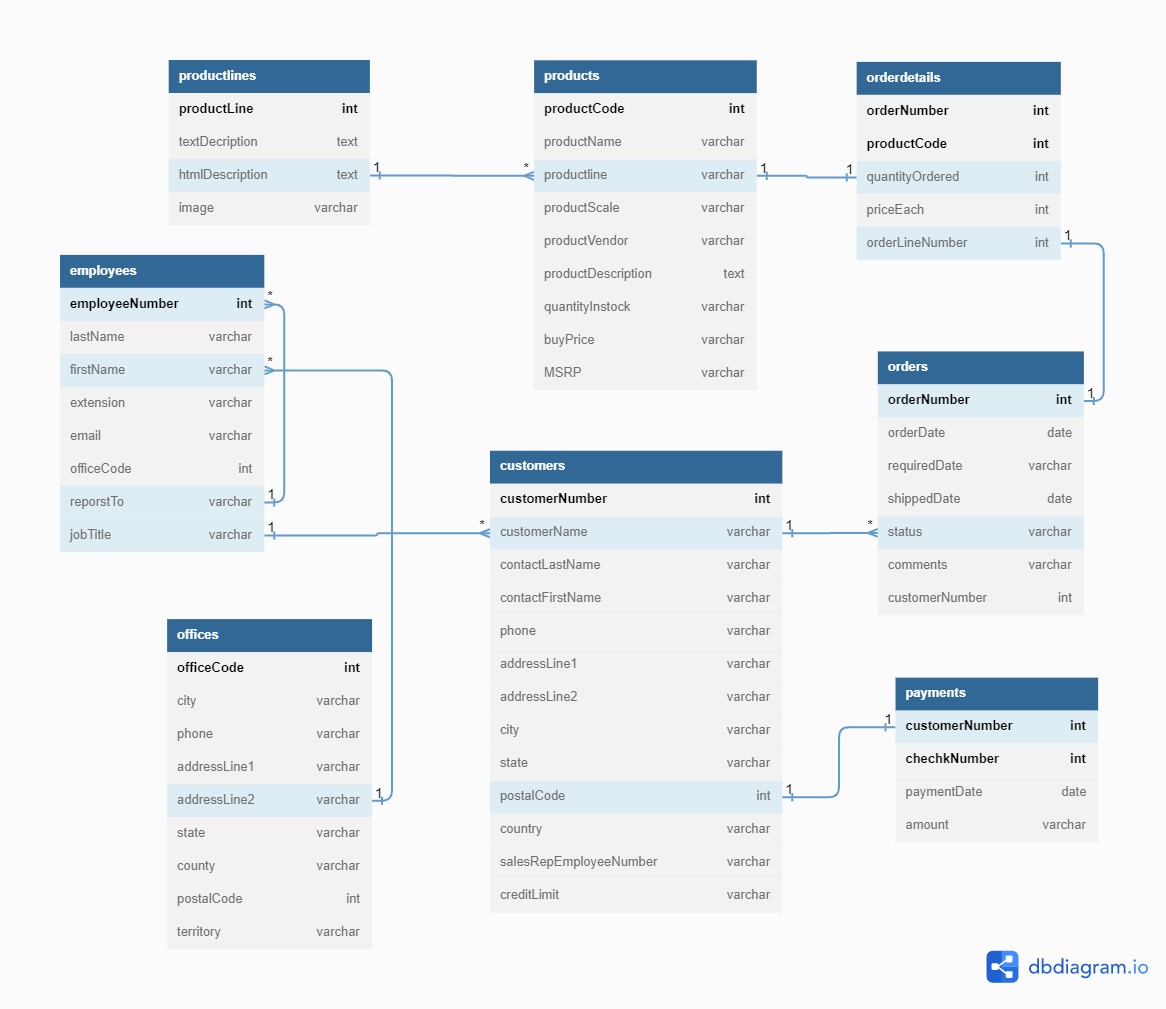 productlines
productLine int
textDecription text
htmlDescription text
image varchar
products
productCode int
productName varchar
productline varchar
productScale varchar
productVendor varchar
productDescription text
quantityInstock varchar
buyPrice varchar
MSRP varchar
orderdetails
orderNumber int
productCode int
quantityOrdered int
priceEach int
orderLineNumber int
1 *
1 1
1
employees
employeeNumber int
lastName varchar
firstName varchar
extension varchar
email varchar
officeCode int
reporstTo varchar
jobTitle varchar
*
*
1
1 *
orders
orderNumber int
orderDate date
requiredDate varchar
shippedDate date
status varchar
comments varchar
customerNumber int
1
customers
customerNumber int
customerName varchar
contactLastName varchar
contactFirstName varchar
phone varchar
addressLine1 varchar
addressLine2 varchar
city varchar
state varchar
postalCode int
country varchar
salesRepEmployeeNumber varchar
creditLimit varchar
1 *
1 1
offices
officeCode int
city varchar
phone varchar
addressLine1 varchar
addressLine2 varchar
state varchar
county varchar
postalCode int
territory varchar
1
payments
customerNumber int
chechkNumber int
paymentDate date
amount varchar
dbdiagram.io